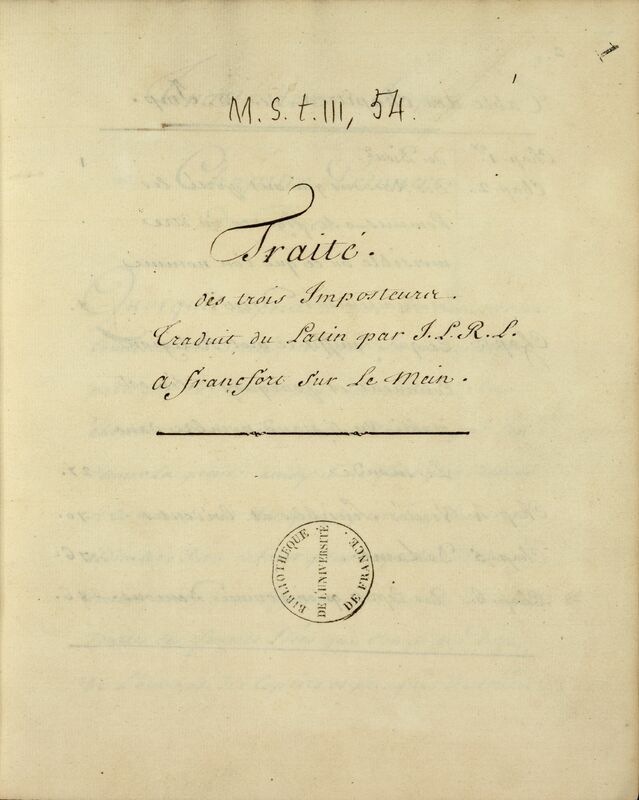 1
M. S. t. III, 54.
Traité.
des trois Imposteurs.
Traduit du Latin par J. L. R. L.
a francfort sur Le Mein.
BIBLIOTHÈQUE
DE L'UNIVERSITÉ
DE FRANCE.